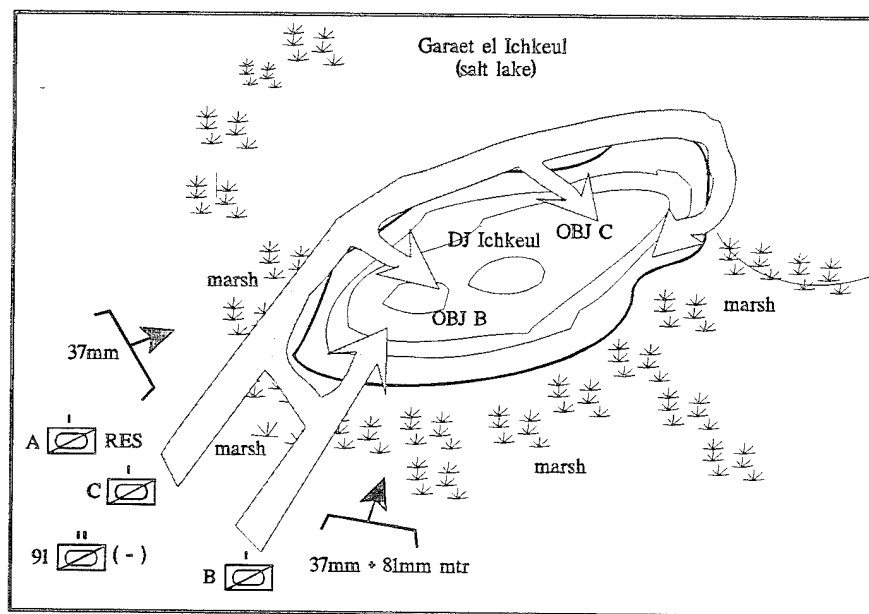 Garaet el Ichkeul
(salt lake)
DJ Ichkeul
OBJ C
OBJ B
marsh
marsh
37mm
A RES
marsh
marsh
C
91 (-)
B
37mm + 81mm mtr